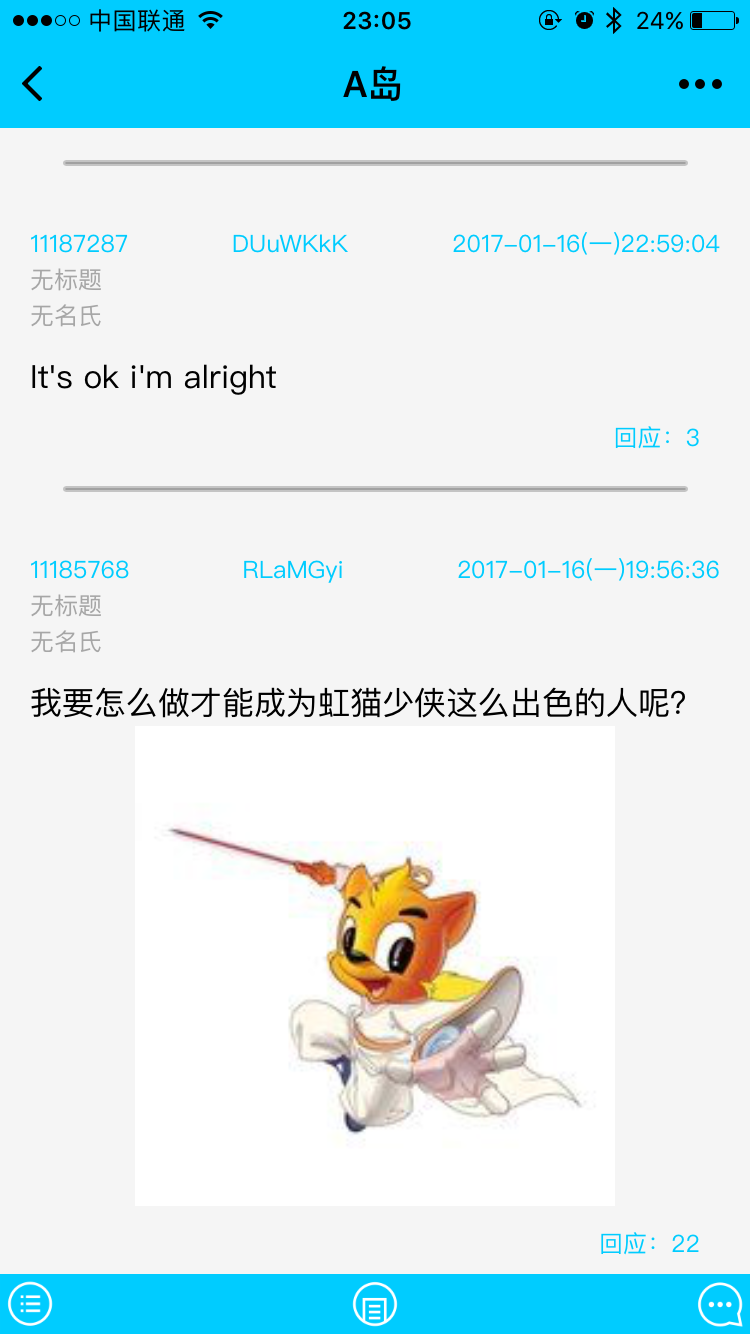 中国联通 23:05 24%
A岛
11187287 DUuWKkK 2017-01-16(一)22:59:04
无标题
无名氏
It's ok i'm alright
回应：3
11185768 RLaMGyi 2017-01-16(一)19:56:36
无标题
无名氏
我要怎么做才能成为虹猫少侠这么出色的人呢?
回应：22